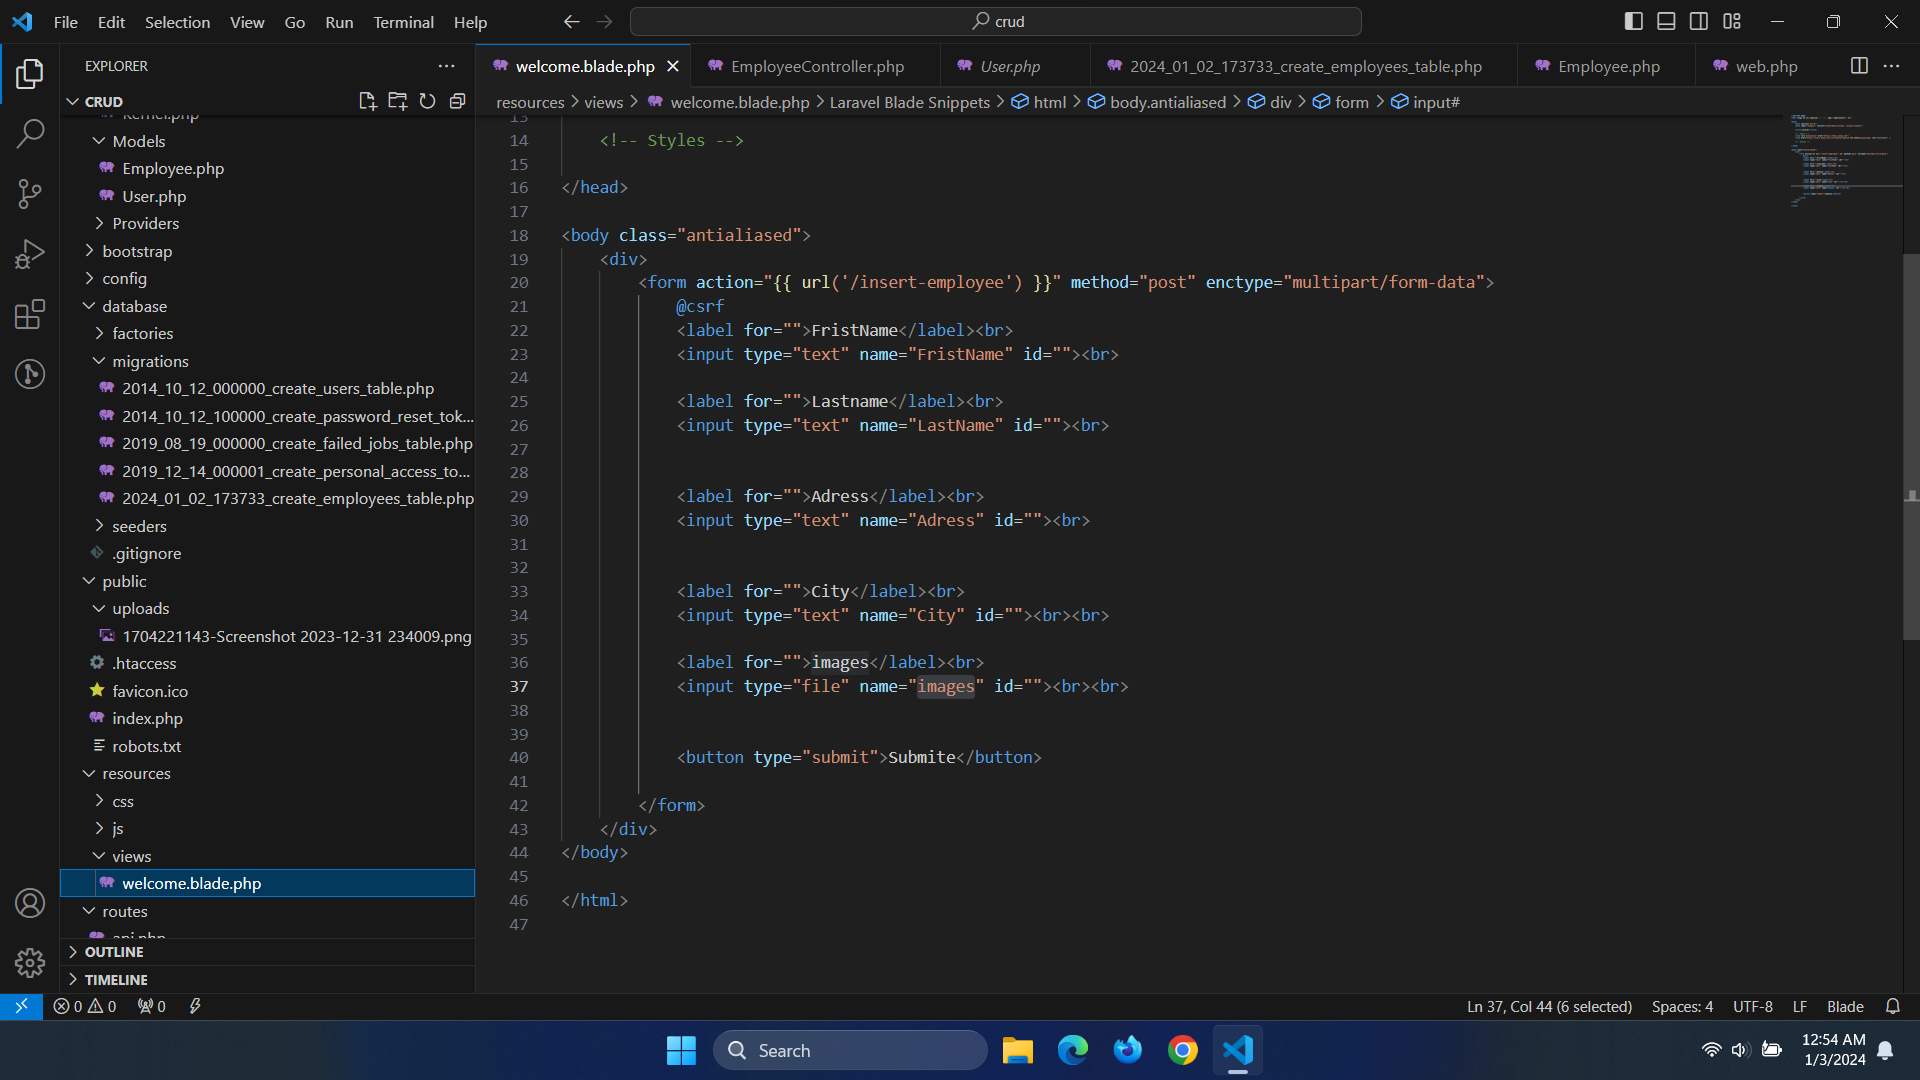 File Edit Selection View Go Run Terminal Help
crud
EXPLORER
CRUD
Kernel.php
Models
Employee.php
User.php
Providers
bootstrap
config
database
factories
migrations
2014_10_12_000000_create_users_table.php
2014_10_12_100000_create_password_reset_tok...
2019_08_19_000000_create_failed_jobs_table.php
2019_12_14_000001_create_personal_access_to...
2024_01_02_173733_create_employees_table.php
seeders
.gitignore
public
uploads
1704221143-Screenshot 2023-12-31 234009.png
.htaccess
favicon.ico
index.php
robots.txt
resources
css
js
views
welcome.blade.php
routes
api.php
OUTLINE
TIMELINE
welcome.blade.php EmployeeController.php User.php 2024_01_02_173733_create_employees_table.php Employee.php web.php
resources > views > welcome.blade.php > Laravel Blade Snippets > html > body.antialiased > div > form > input#
13
14 <!-- Styles -->
15
16 </head>
17
18 <body class="antialiased">
19 <div>
20 <form action="{{ url('/insert-employee') }}" method="post" enctype="multipart/form-data">
21 @csrf
22 <label for="">FristName</label><br>
23 <input type="text" name="FristName" id=""><br>
24
25 <label for="">Lastname</label><br>
26 <input type="text" name="LastName" id=""><br>
27
28
29 <label for="">Adress</label><br>
30 <input type="text" name="Adress" id=""><br>
31
32
33 <label for="">City</label><br>
34 <input type="text" name="City" id=""><br><br>
35
36 <label for="">images</label><br>
37 <input type="file" name="images" id=""><br><br>
38
39
40 <button type="submit">Submite</button>
41
42 </form>
43 </div>
44 </body>
45
46 </html>
47
0 0 0
Ln 37, Col 44 (6 selected) Spaces: 4 UTF-8 LF Blade
Search
12:54 AM
1/3/2024